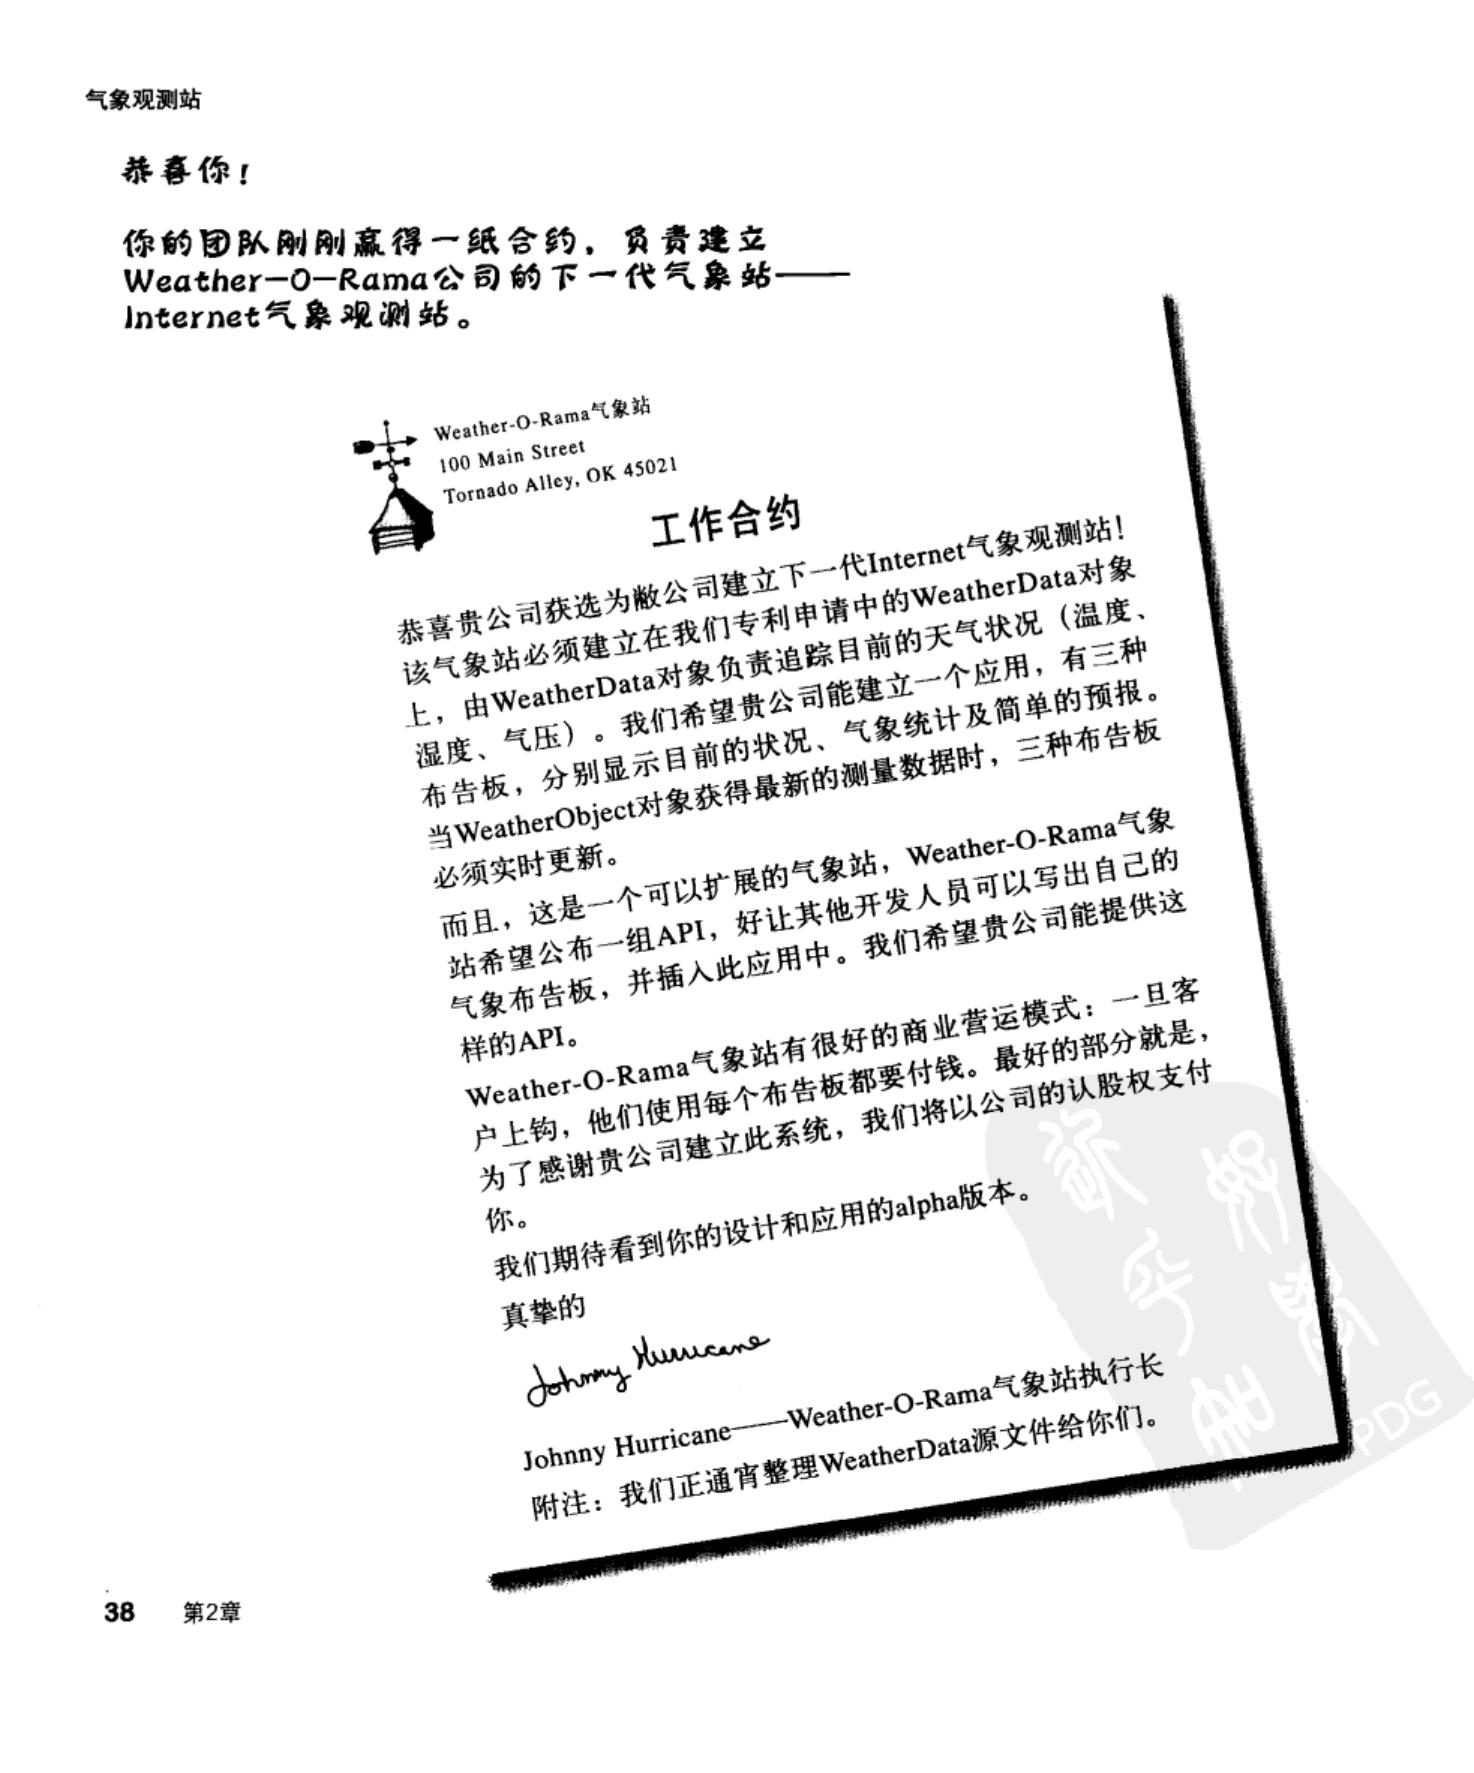 气象观测站
恭喜你！
你的团队刚刚赢得一纸合约，负责建立
Weather-O-Rama公司的下一代气象站——
Internet气象观测站。
Weather-O-Rama气象站
100 Main Street
Tornado Alley, OK 45021
工作合约
恭喜贵公司获选为敝公司建立下一代Internet气象观测站！
该气象站必须建立在我们专利申请中的WeatherData对象
上，由WeatherData对象负责追踪目前的天气状况（温度、
湿度、气压）。我们希望贵公司能建立一个应用，有三种
布告板，分别显示目前的状况、气象统计及简单的预报。
当WeatherObject对象获得最新的测量数据时，三种布告板
必须实时更新。
而且，这是一个可以扩展的气象站，Weather-O-Rama气象
站希望公布一组API，好让其他开发人员可以写出自己的
气象布告板，并插入此应用中。我们希望贵公司能提供这
样的API。
Weather-O-Rama气象站有很好的商业营运模式：一旦客
户上钩，他们使用每个布告板都要付钱。最好的部分就是，
为了感谢贵公司建立此系统，我们将以公司的认股权支付
你。
我们期待看到你的设计和应用的alpha版本。
真挚的
Johnny Hurricane
Johnny Hurricane——Weather-O-Rama气象站执行长
附注：我们正通宵整理WeatherData源文件给你们。
PDG
38 第2章